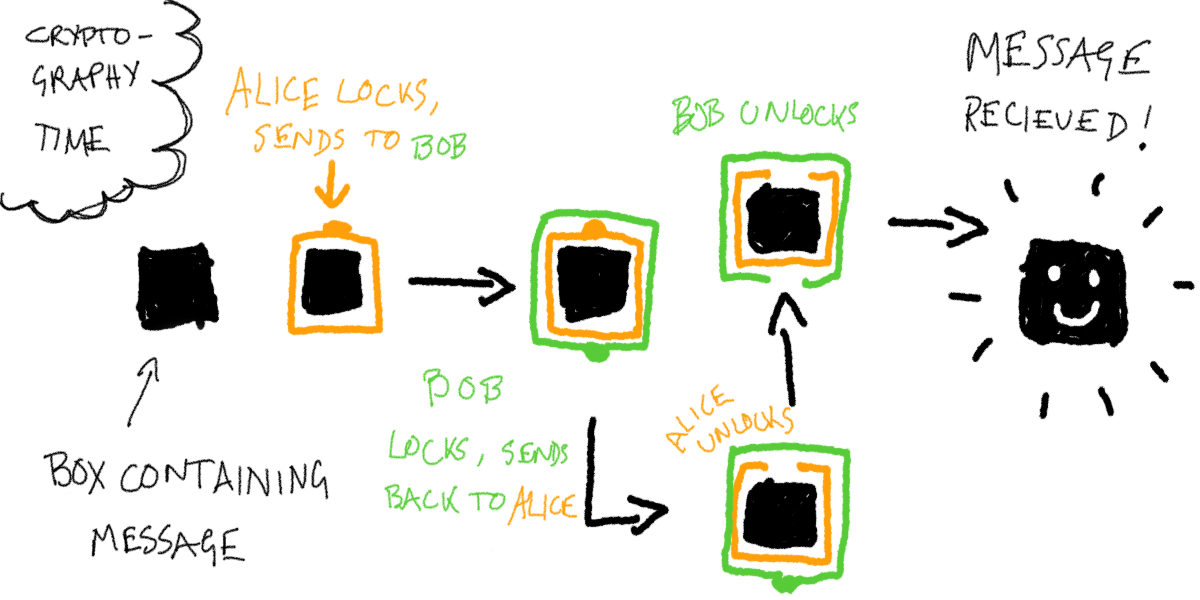 CRYPTO-
GRAPHY
TIME
ALICE LOCKS,
SENDS TO BOB
BOX CONTAINING
MESSAGE
BOB
LOCKS, SENDS
BACK TO ALICE
ALICE
UNLOCKS
BOB UNLOCKS
MESSAGE
RECIEVED!